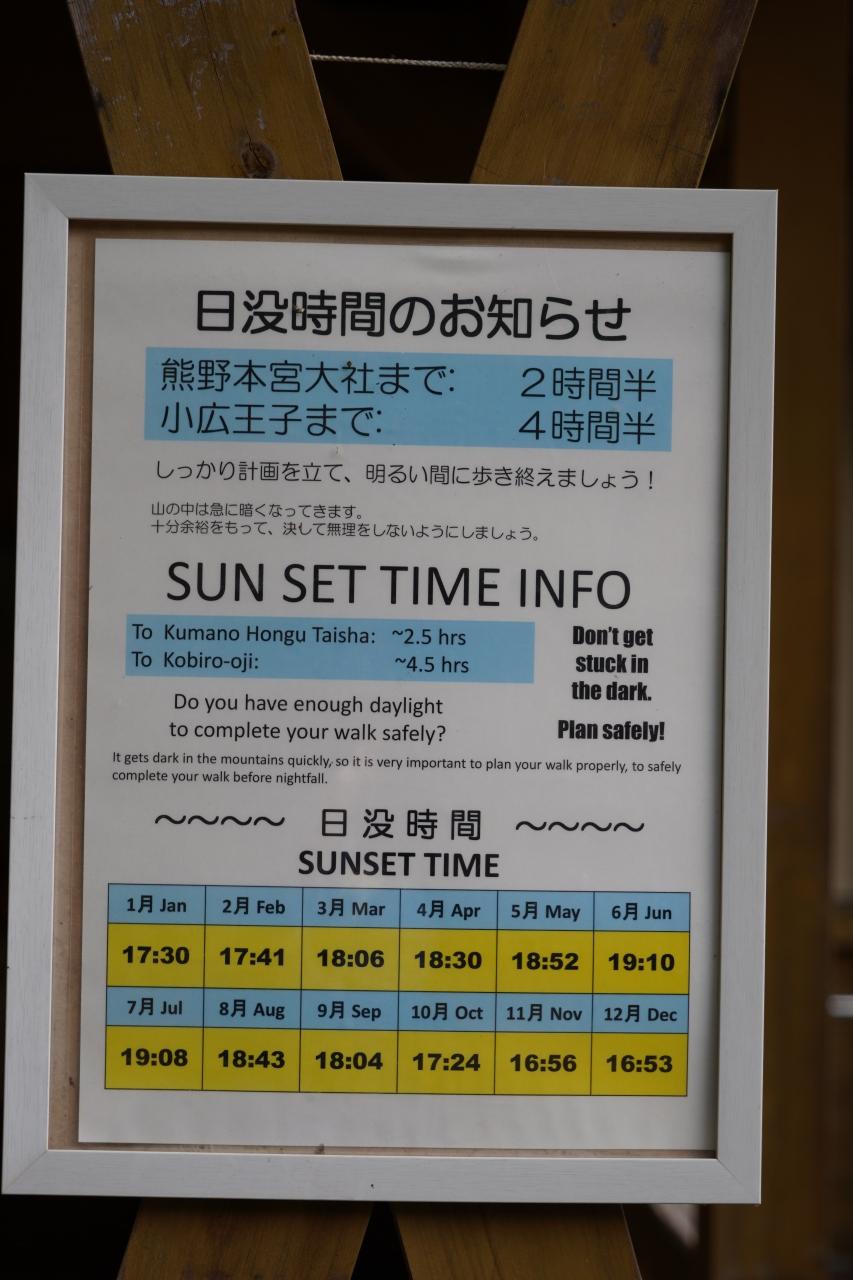 日没時間のお知らせ
熊野本宮大社まで: 2時間半
小広王子まで: 4時間半
しっかり計画を立て、明るい間に歩き終えましょう！
山の中は急に暗くなってきます。
十分余裕をもって、決して無理をしないようにしましょう。
SUN SET TIME INFO
To Kumano Hongu Taisha: ~2.5 hrs
To Kobiro-oji: ~4.5 hrs
Don't get
stuck in
the dark.
Plan safely!
Do you have enough daylight
to complete your walk safely?
It gets dark in the mountains quickly, so it is very important to plan your walk properly, to safely
complete your walk before nightfall.
～～～～ 日没時間 ～～～～
SUNSET TIME
1月 Jan 2月 Feb 3月 Mar 4月 Apr 5月 May 6月 Jun
17:30 17:41 18:06 18:30 18:52 19:10
7月 Jul 8月 Aug 9月 Sep 10月 Oct 11月 Nov 12月 Dec
19:08 18:43 18:04 17:24 16:56 16:53